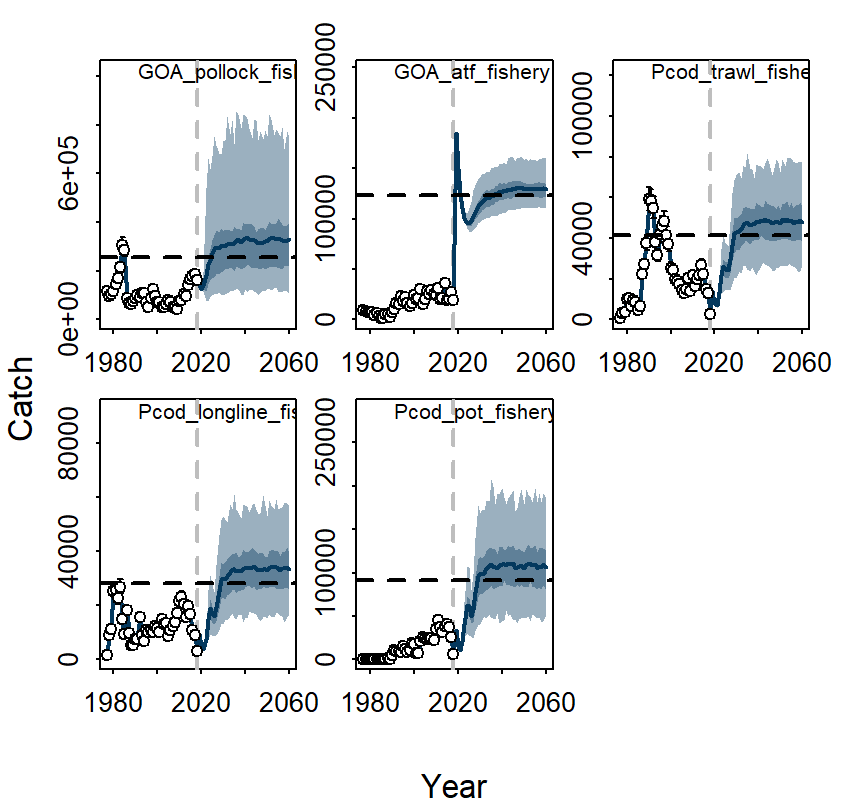 GOA_pollock_fisl
GOA_atf_fishery
Pcod_trawl_fishe
6e+05
0e+00
250000
100000
0
100000
40000
0
1980 2020 2060
1980 2020 2060
1980 2020 2060
Catch
Pcod_longline_fis
Pcod_pot_fishery
80000
40000
0
250000
100000
0
1980 2020 2060
1980 2020 2060
Year